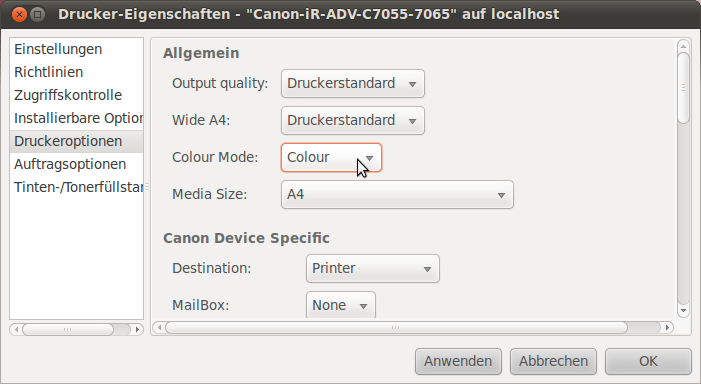 Drucker-Eigenschaften - "Canon-iR-ADV-C7055-7065" auf localhost
Einstellungen
Richtlinien
Zugriffskontrolle
Installierbare Option
Druckeroptionen
Auftragsoptionen
Tinten-/Tonerfüllstan
Allgemein
Output quality: Druckerstandard
Wide A4: Druckerstandard
Colour Mode: Colour
Media Size: A4
Canon Device Specific
Destination: Printer
MailBox: None
Anwenden Abbrechen OK